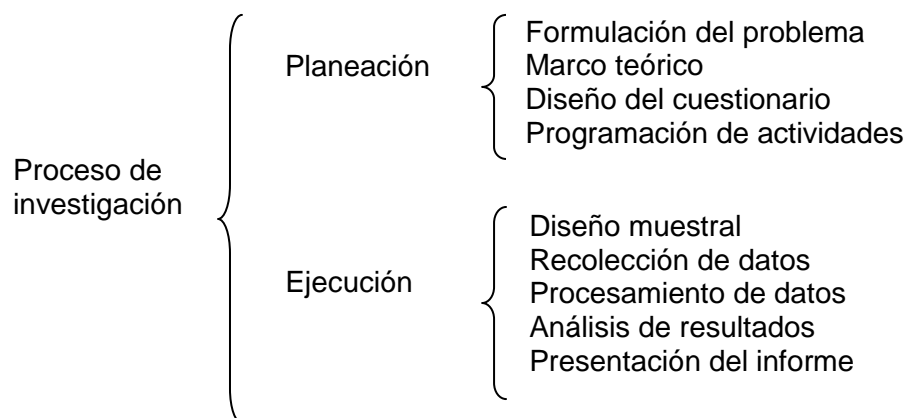 Proceso de
investigación
Planeación
Formulación del problema
Marco teórico
Diseño del cuestionario
Programación de actividades
Ejecución
Diseño muestral
Recolección de datos
Procesamiento de datos
Análisis de resultados
Presentación del informe